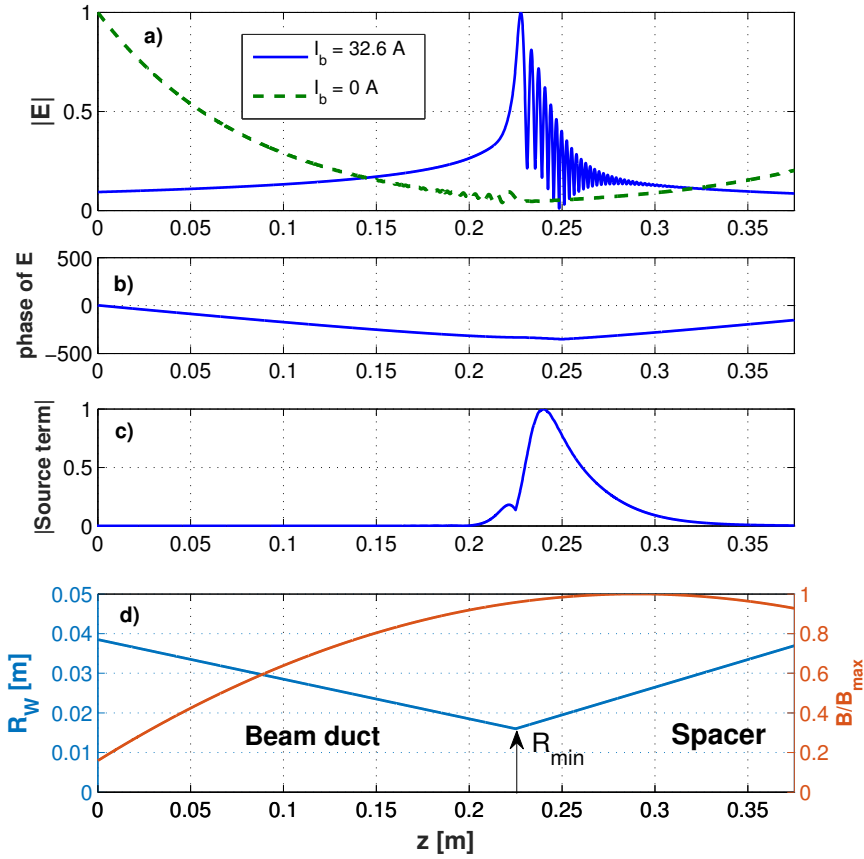 a)
I_b = 32.6 A
I_b = 0 A
|E|
1
0.5
0
0 0.05 0.1 0.15 0.2 0.25 0.3 0.35
b)
phase of E
500
0
−500
0 0.05 0.1 0.15 0.2 0.25 0.3 0.35
c)
|Source term|
1
0.5
0
0 0.05 0.1 0.15 0.2 0.25 0.3 0.35
d)
R_W [m]
0.05
0.04
0.03
0.02
0.01
0
Beam duct
R_min
Spacer
1
0.8
0.6
0.4
0.2
0
B/B_max
0 0.05 0.1 0.15 0.2 0.25 0.3 0.35
z [m]